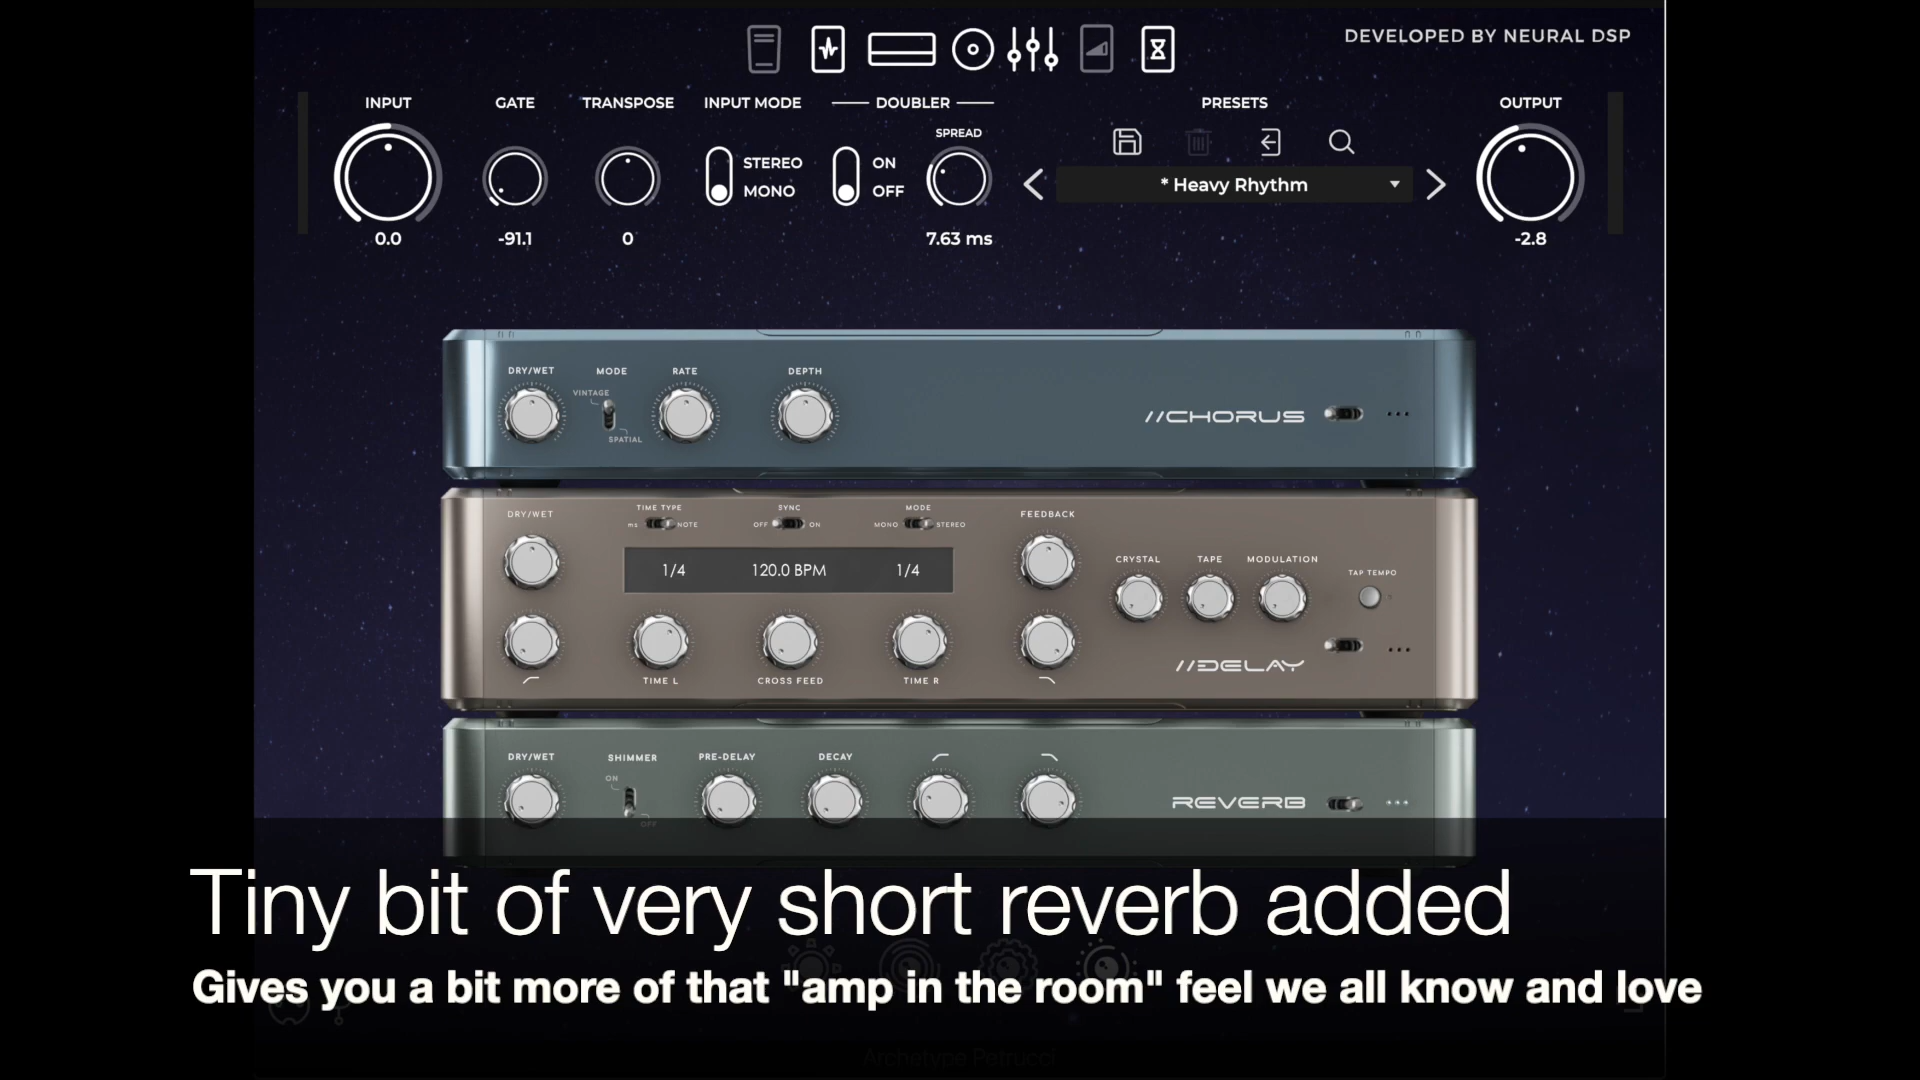 DEVELOPED BY NEURAL DSP
INPUT GATE TRANSPOSE INPUT MODE DOUBLER PRESETS OUTPUT
SPREAD
STEREO ON
MONO OFF
* Heavy Rhythm
0.0 -91.1 0 7.63 ms -2.8
DRY/WET MODE RATE DEPTH
VINTAGE
SPATIAL
//CHORUS
DRY/WET TIME TYPE SYNC MODE FEEDBACK
ms NOTE OFF ON MONO STEREO
1/4 120.0 BPM 1/4
CRYSTAL TAPE MODULATION
TAP TEMPO
TIME L CROSS FEED TIME R
//DELAY
DRY/WET SHIMMER PRE-DELAY DECAY
ON
OFF
REVERB
Tiny bit of very short reverb added
Gives you a bit more of that "amp in the room" feel we all know and love
Archetype Petrucci